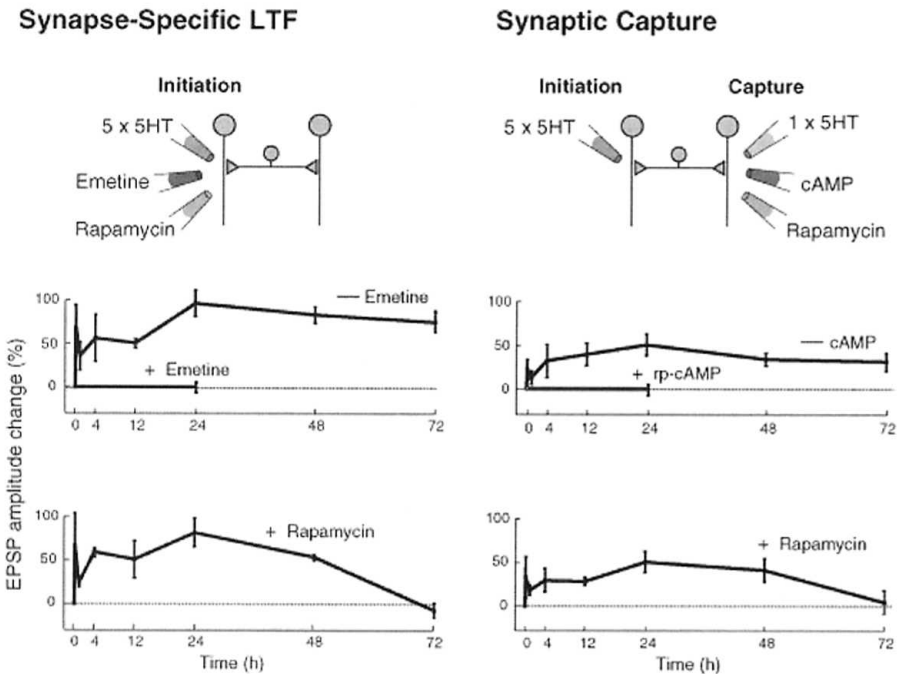 Synapse-Specific LTF
Synaptic Capture
Initiation
5 x 5HT
Emetine
Rapamycin
Initiation
Capture
5 x 5HT
1 x 5HT
cAMP
Rapamycin
EPSP amplitude change (%)
100
50
0
— Emetine
+ Emetine
0 4 12 24 48 72
100
50
0
— cAMP
+ rp-cAMP
0 4 12 24 48 72
100
50
0
+ Rapamycin
0 4 12 24 48 72
Time (h)
100
50
0
+ Rapamycin
0 4 12 24 48 72
Time (h)